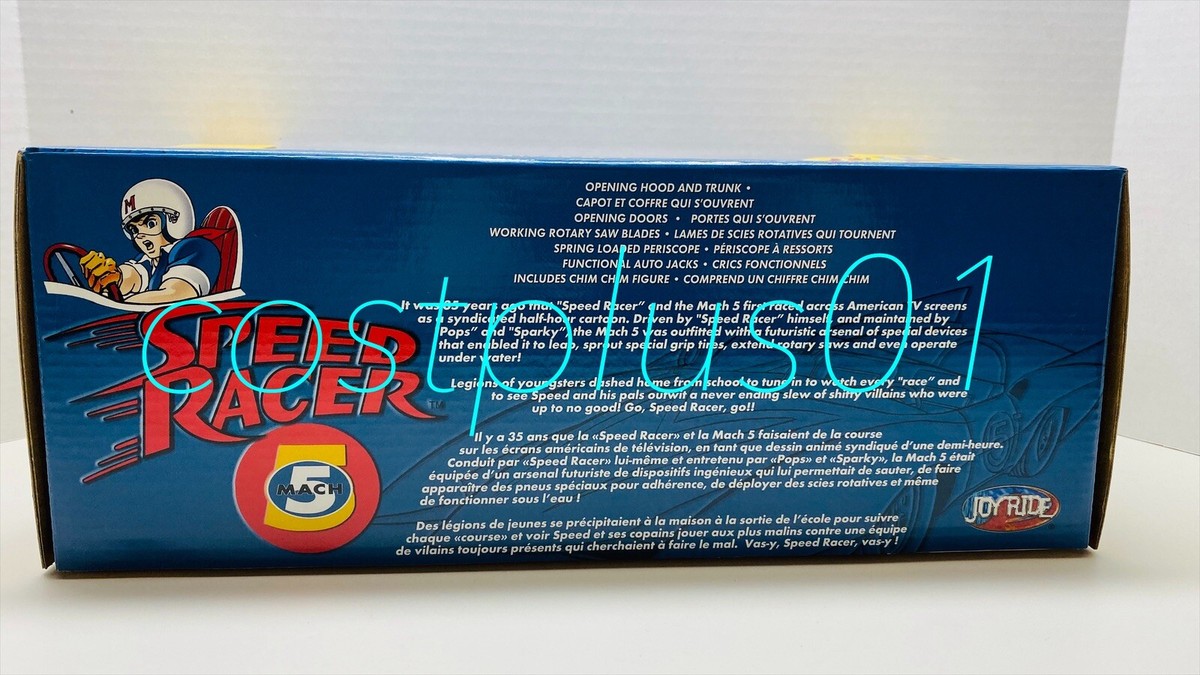 M
SPEED
RACER™
5
MACH
OPENING HOOD AND TRUNK •
CAPOT ET COFFRE QUI S'OUVRENT
OPENING DOORS • PORTES QUI S'OUVRENT
WORKING ROTARY SAW BLADES • LAMES DE SCIES ROTATIVES QUI TOURNENT
SPRING LOADED PERISCOPE • PÉRISCOPE À RESSORTS
FUNCTIONAL AUTO JACKS • CRICS FONCTIONNELS
INCLUDES CHIM CHIM FIGURE • COMPREND UN CHIFFRE CHIM CHIM
It was 35 years ago that "Speed Racer" and the Mach 5 first raced across American TV screens
as a syndicated half-hour cartoon. Driven by "Speed Racer" himself and maintained by
"Pops" and "Sparky", the Mach 5 was outfitted with a futuristic arsenal of special devices
that enabled it to leap, sprout special grip tires, extend rotary saws and even operate
under water!
Legions of youngsters dashed home from school to tune in to watch every "race" and
to see Speed and his pals outwit a never ending slew of shifty villains who were
up to no good! Go, Speed Racer, go!!
Il y a 35 ans que la «Speed Racer» et la Mach 5 faisaient de la course
sur les écrans américains de télévision, en tant que dessin animé syndiqué d'une demi-heure.
Conduit par «Speed Racer» lui-même et entretenu par «Pops» et «Sparky», la Mach 5 était
équipée d'un arsenal futuriste de dispositifs ingénieux qui lui permettait de sauter, de faire
apparaître des pneus spéciaux pour adhérence, de déployer des scies rotatives et même
de fonctionner sous l'eau !
Des légions de jeunes se précipitaient à la maison à la sortie de l'école pour suivre
chaque «course» et voir Speed et ses copains jouer aux plus malins contre une équipe
de vilains toujours présents qui cherchaient à faire le mal. Vas-y, Speed Racer, vas-y !
JOYRIDE
costplus01